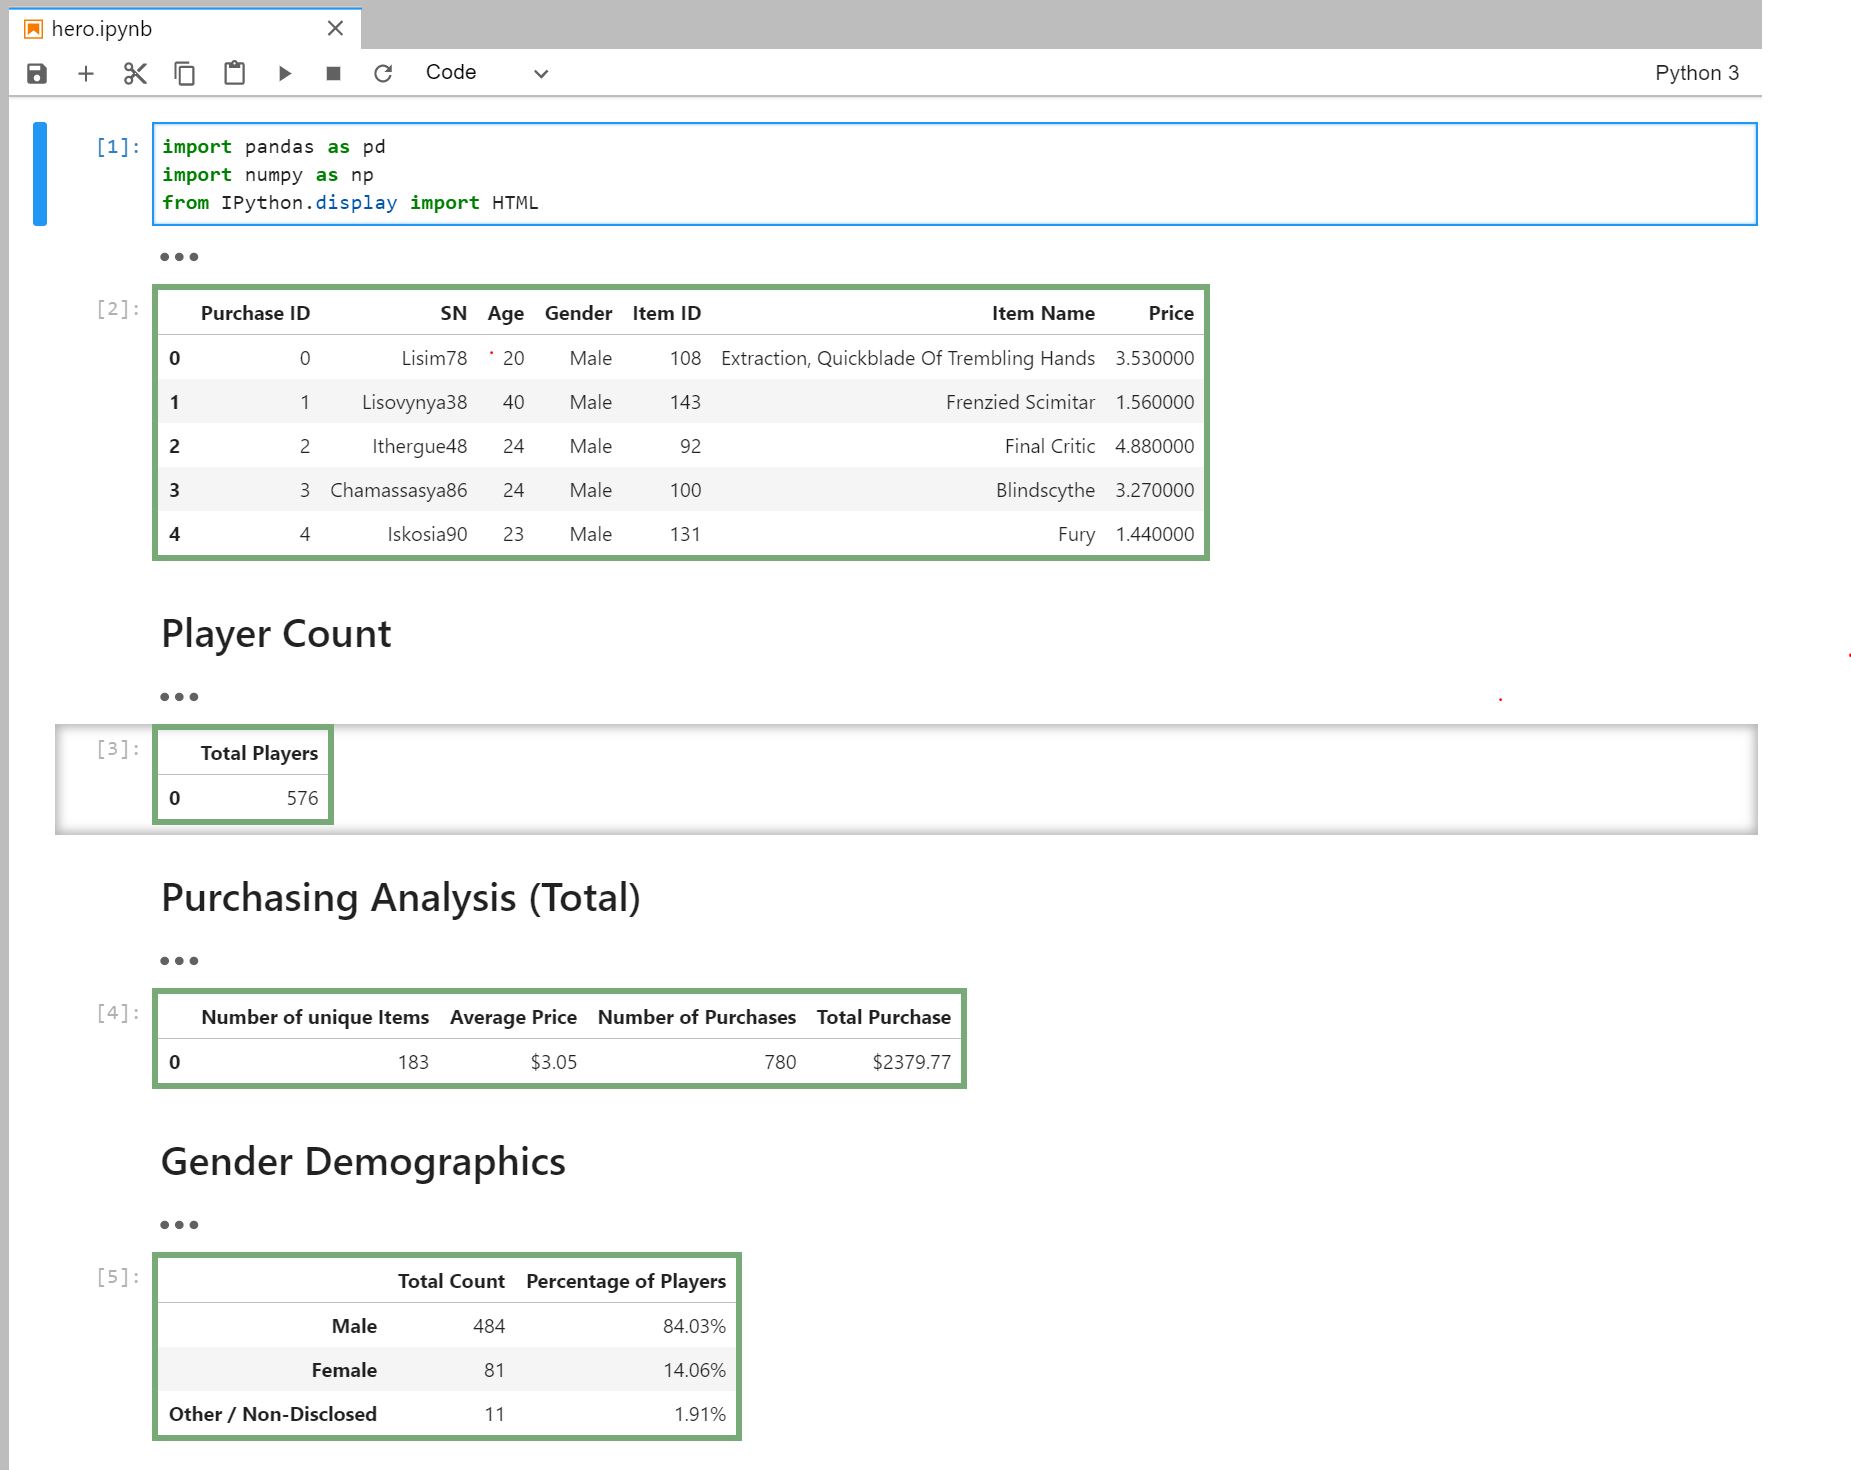 hero.ipynb
Code
Python 3
[1]:
import pandas as pd
import numpy as np
from IPython.display import HTML
[2]:
Purchase ID SN Age Gender Item ID Item Name Price
0 0 Lisim78 20 Male 108 Extraction, Quickblade Of Trembling Hands 3.530000
1 1 Lisovynya38 40 Male 143 Frenzied Scimitar 1.560000
2 2 Ithergue48 24 Male 92 Final Critic 4.880000
3 3 Chamassasya86 24 Male 100 Blindscythe 3.270000
4 4 Iskosia90 23 Male 131 Fury 1.440000
Player Count
[3]:
Total Players
0 576
Purchasing Analysis (Total)
[4]:
Number of unique Items Average Price Number of Purchases Total Purchase
0 183 $3.05 780 $2379.77
Gender Demographics
[5]:
Total Count Percentage of Players
Male 484 84.03%
Female 81 14.06%
Other / Non-Disclosed 11 1.91%